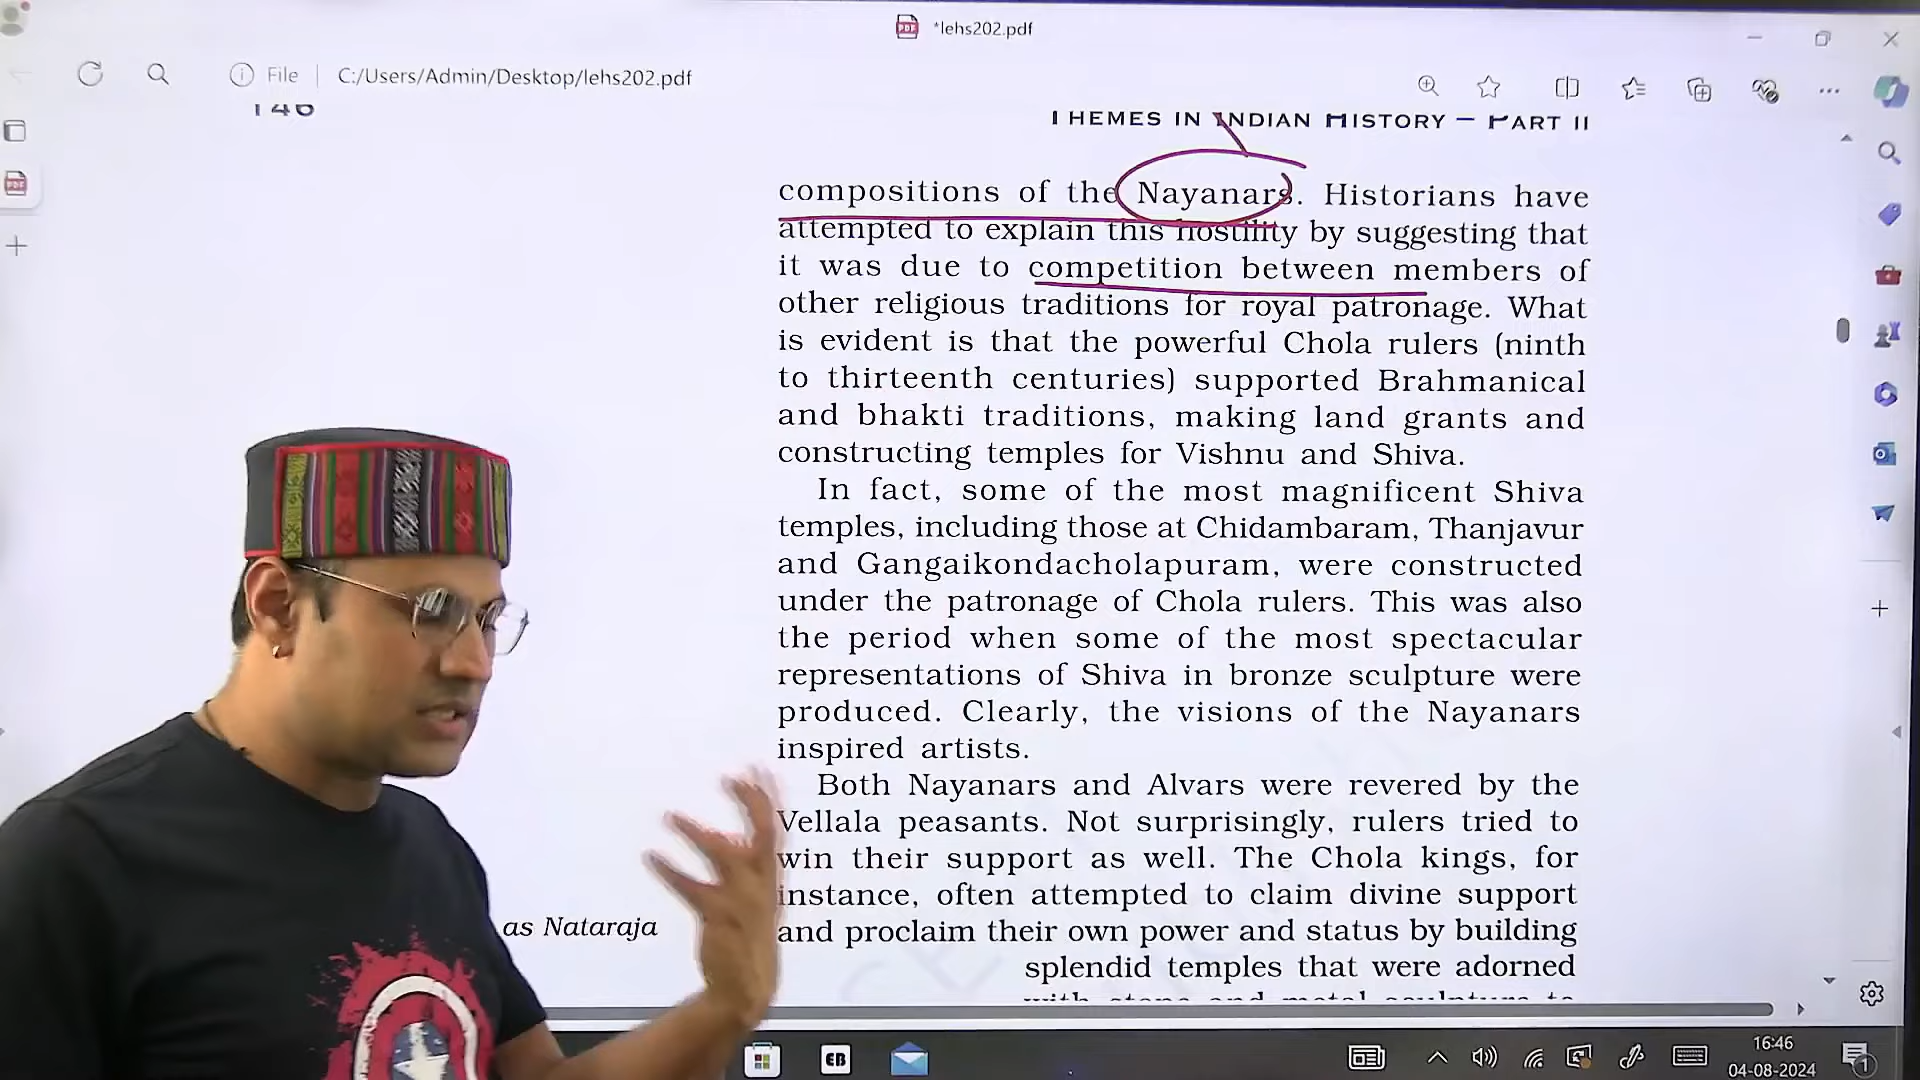 *lehs202.pdf
File
C:/Users/Admin/Desktop/lehs202.pdf
146
THEMES IN INDIAN HISTORY – PART II
compositions of the Nayanars. Historians have
attempted to explain this hostility by suggesting that
it was due to competition between members of
other religious traditions for royal patronage. What
is evident is that the powerful Chola rulers (ninth
to thirteenth centuries) supported Brahmanical
and bhakti traditions, making land grants and
constructing temples for Vishnu and Shiva.
In fact, some of the most magnificent Shiva
temples, including those at Chidambaram, Thanjavur
and Gangaikondacholapuram, were constructed
under the patronage of Chola rulers. This was also
the period when some of the most spectacular
representations of Shiva in bronze sculpture were
produced. Clearly, the visions of the Nayanars
inspired artists.
Both Nayanars and Alvars were revered by the
Vellala peasants. Not surprisingly, rulers tried to
win their support as well. The Chola kings, for
instance, often attempted to claim divine support
as Nataraja
and proclaim their own power and status by building
splendid temples that were adorned
with stone and metal sculpture to
EB
16:46
04-08-2024
1